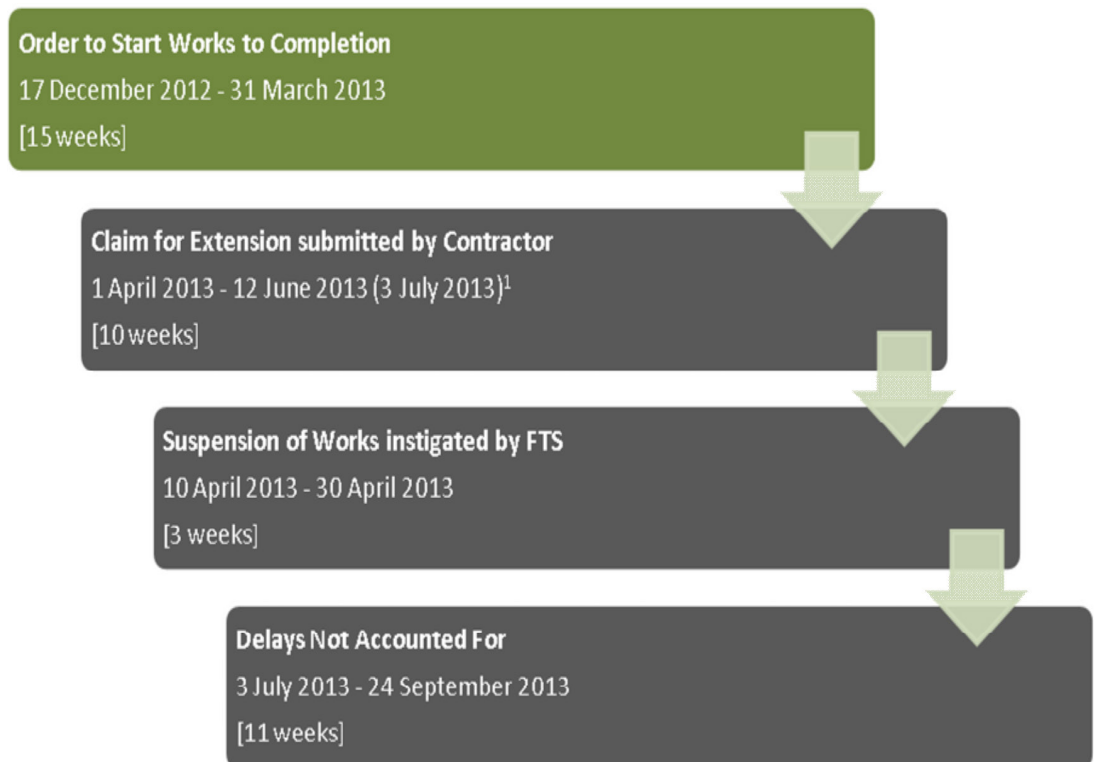 Order to Start Works to Completion
17 December 2012 - 31 March 2013
[15 weeks]
Claim for Extension submitted by Contractor
1 April 2013 - 12 June 2013 (3 July 2013)¹
[10 weeks]
Suspension of Works instigated by FTS
10 April 2013 - 30 April 2013
[3 weeks]
Delays Not Accounted For
3 July 2013 - 24 September 2013
[11 weeks]